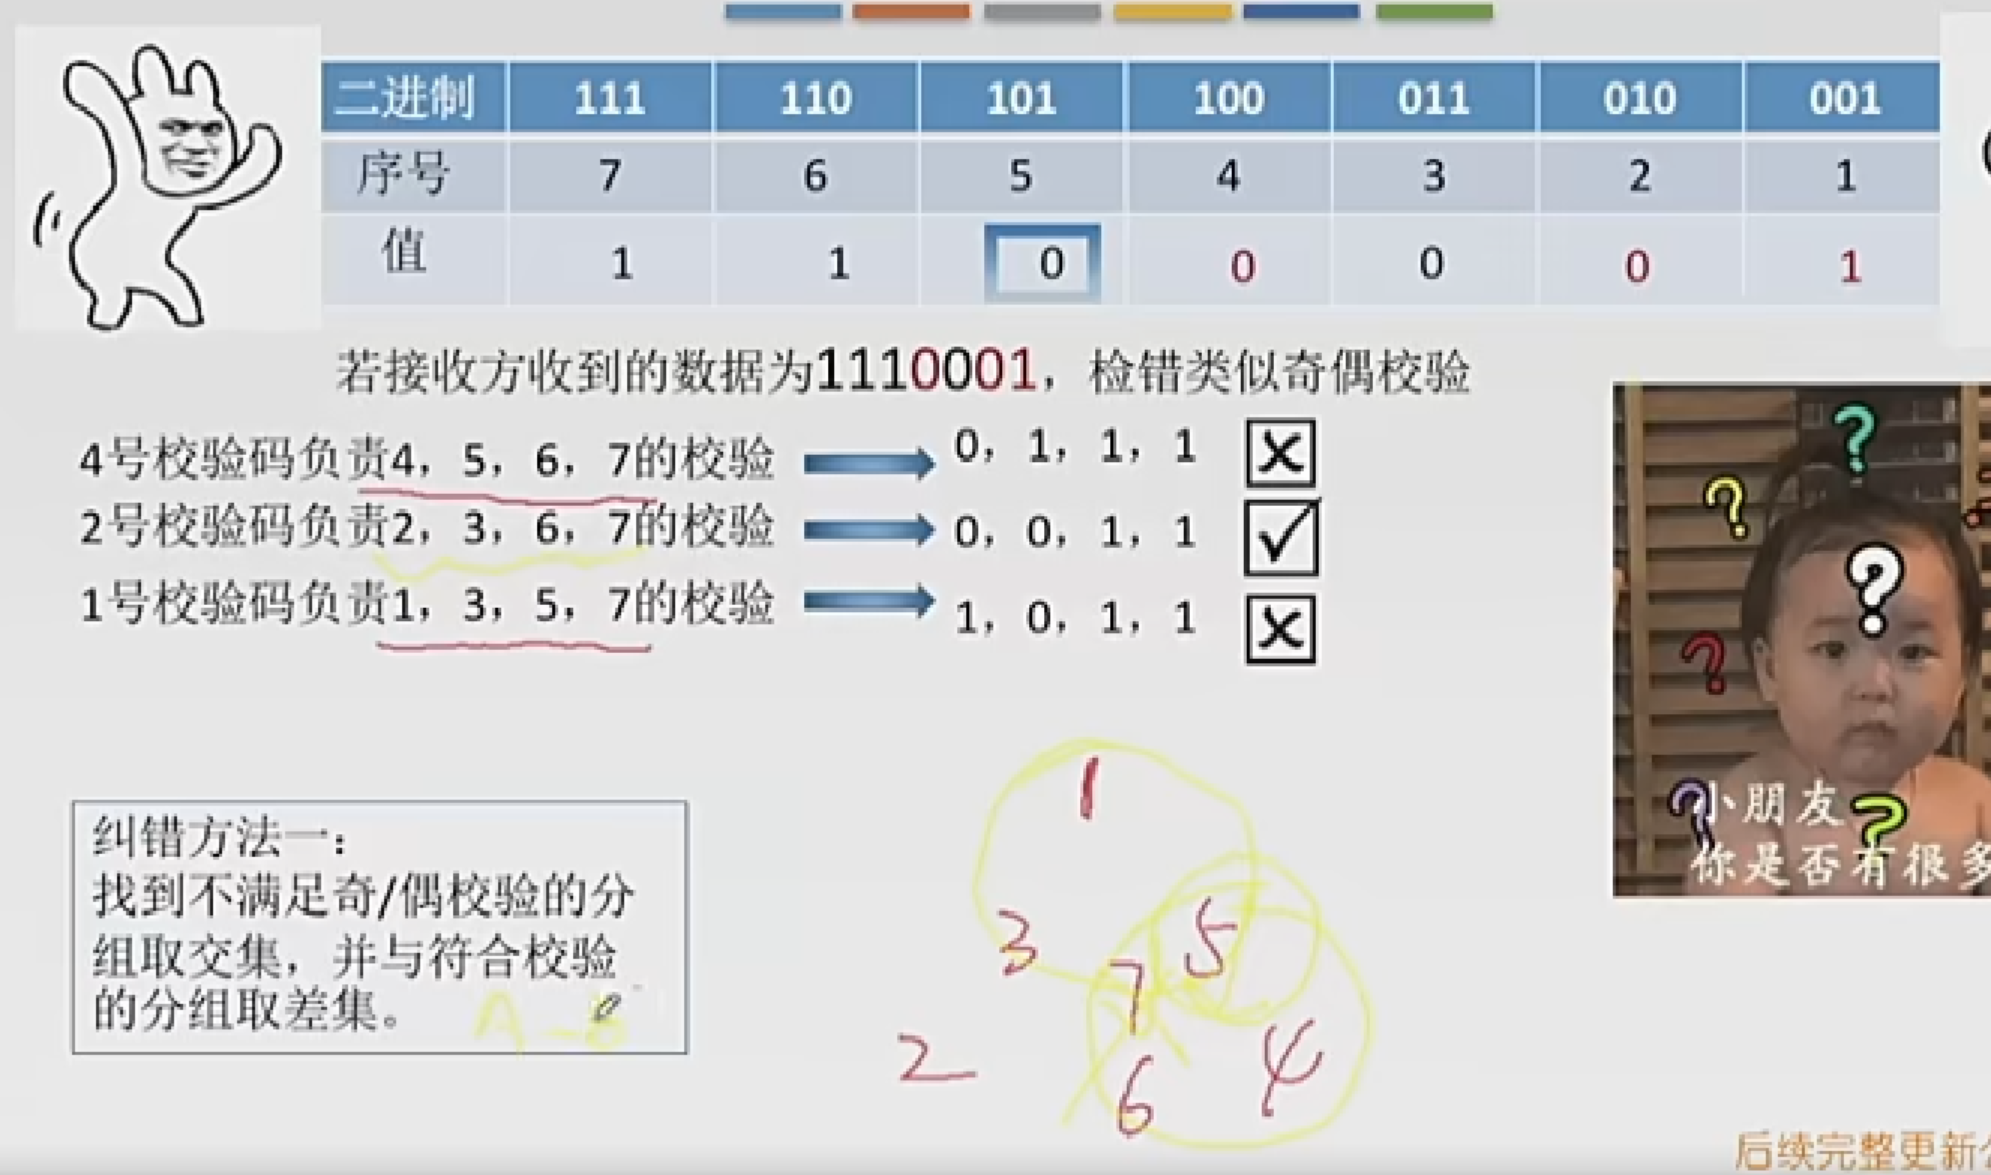 二进制 111 110 101 100 011 010 001
序号 7 6 5 4 3 2 1
值 1 1 0 0 0 0 1
若接收方收到的数据为1110001，检错类似奇偶校验
4号校验码负责4，5，6，7的校验 0，1，1，1
2号校验码负责2，3，6，7的校验 0，0，1，1
1号校验码负责1，3，5，7的校验 1，0，1，1
纠错方法一：
找到不满足奇/偶校验的分
组取交集，并与符合校验
的分组取差集。
A-B
1
3 7 5
2 6 4
?
?
?
?
?
?
小朋友
你是否有很多
后续完整更新